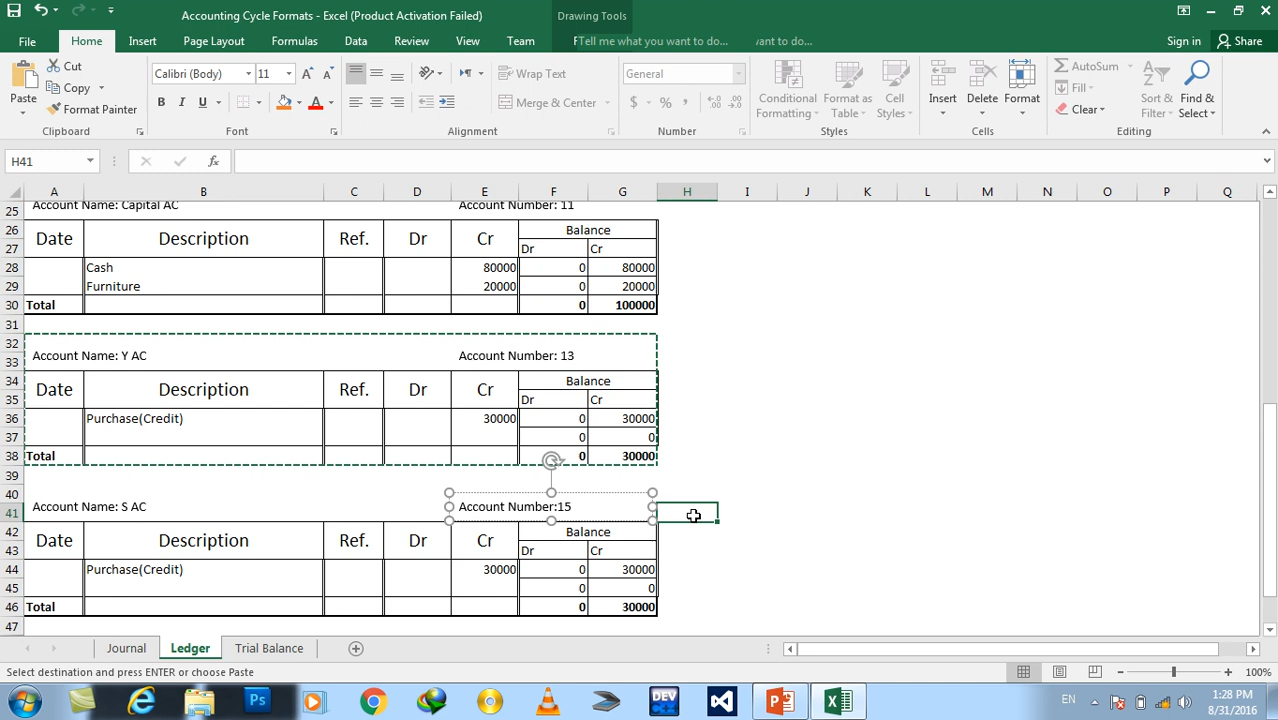 Accounting Cycle Formats - Excel (Product Activation Failed)
Drawing Tools
File Home Insert Page Layout Formulas Data Review View Team Tell me what you want to do... want to do... Sign in Share
Paste Cut Copy Format Painter
Calibri (Body) 11
B I U
Wrap Text
Merge & Center
General
$ % ,
Conditional Formatting Format as Table Cell Styles
Insert Delete Format
AutoSum
Fill
Clear
Sort & Filter Find & Select
Clipboard Font Alignment Number Styles Cells Editing
H41 fx
A B C D E F G H I J K L M N O P Q
25 Account Name: Capital AC Account Number: 11
26 Date Description Ref. Dr Cr Balance
27 Dr Cr
28 Cash 80000 0 80000
29 Furniture 20000 0 20000
30 Total 0 100000
31
32
33 Account Name: Y AC Account Number: 13
34 Date Description Ref. Dr Cr Balance
35 Dr Cr
36 Purchase(Credit) 30000 0 30000
37 0 0
38 Total 0 30000
39
40
41 Account Name: S AC Account Number:15
42 Date Description Ref. Dr Cr Balance
43 Dr Cr
44 Purchase(Credit) 30000 0 30000
45 0 0
46 Total 0 30000
47
Journal Ledger Trial Balance
Select destination and press ENTER or choose Paste 100%
Ps DEV C++ EN 1:28 PM
8/31/2016